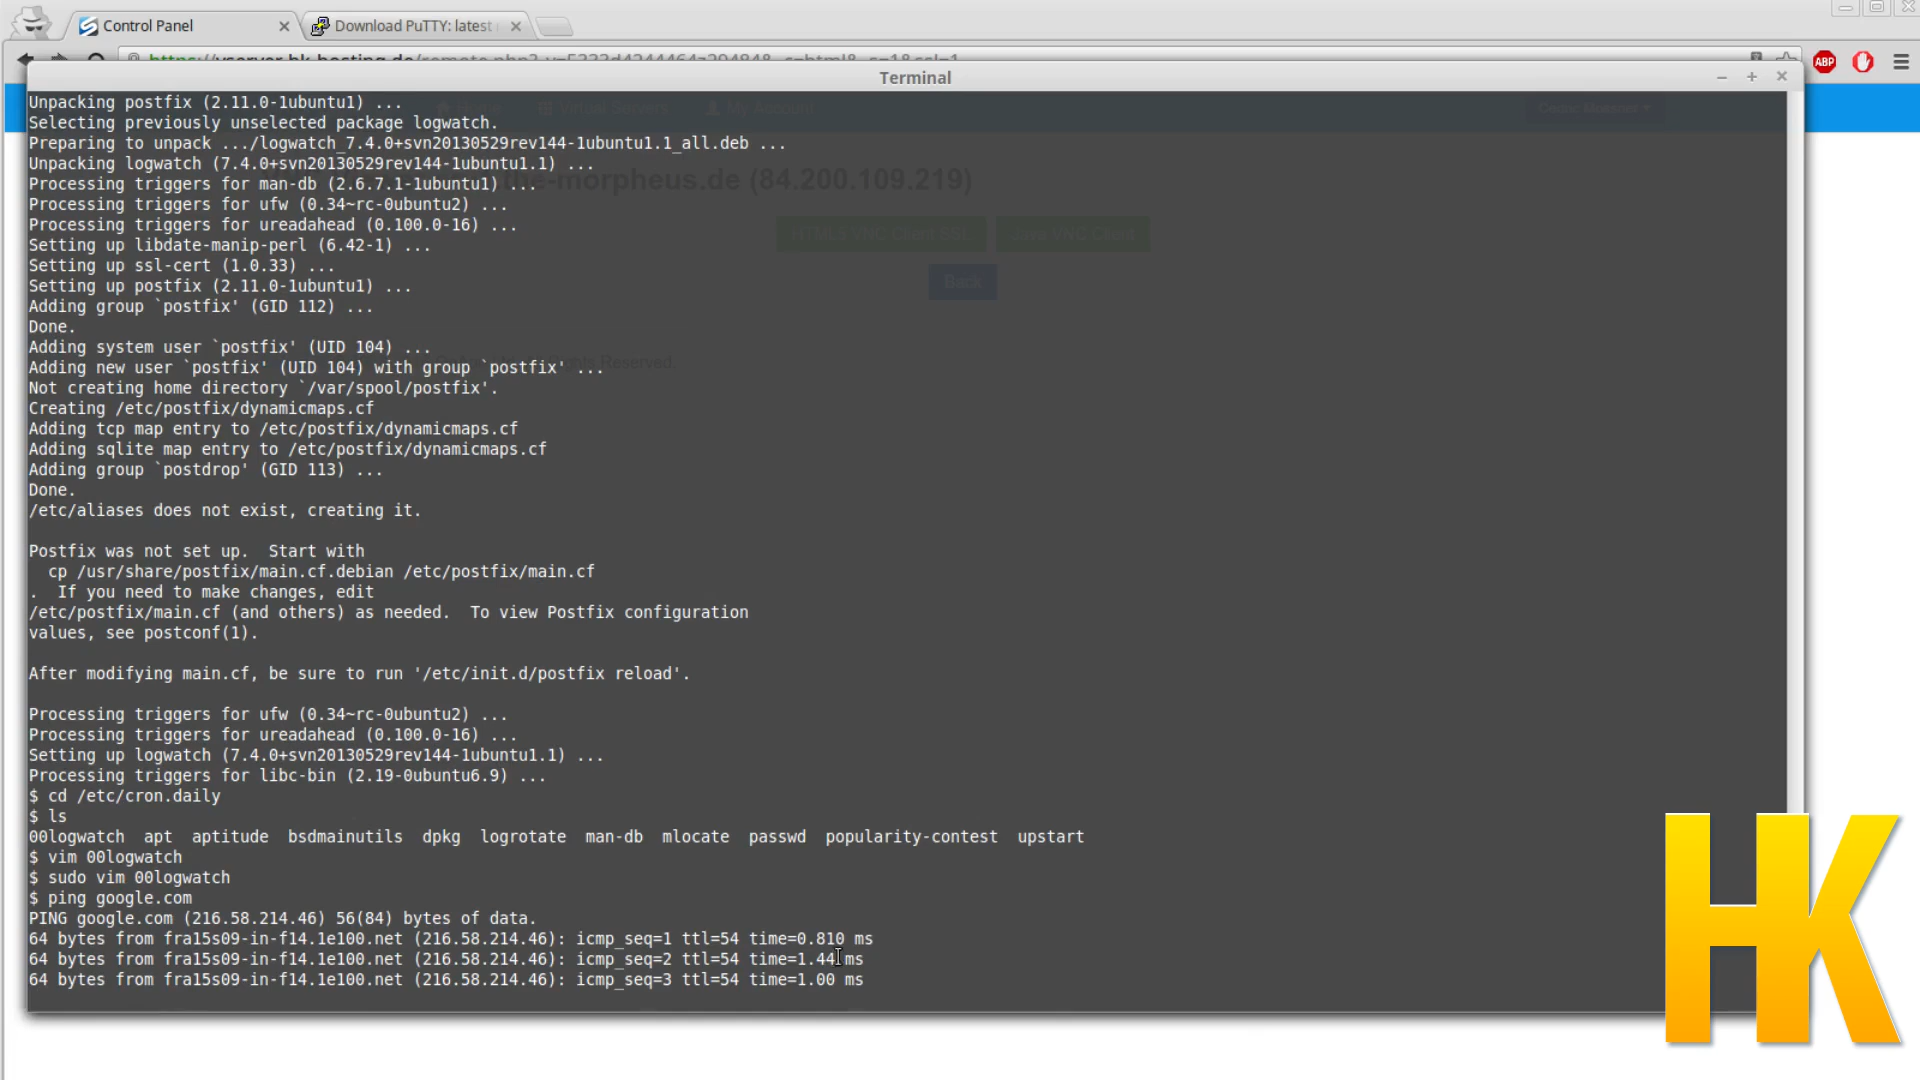 Control Panel
Download PuTTY: latest
https://vserver.hk-hosting.de/remote.php?
ABP
Terminal
Home Virtual Servers My Account
the-morpheus.de (84.200.109.219)
HTML5 VNC Client SSL Java VNC Client
Back
Rights Reserved.
Unpacking postfix (2.11.0-1ubuntu1) ...
Selecting previously unselected package logwatch.
Preparing to unpack .../logwatch_7.4.0+svn20130529rev144-1ubuntu1.1_all.deb ...
Unpacking logwatch (7.4.0+svn20130529rev144-1ubuntu1.1) ...
Processing triggers for man-db (2.6.7.1-1ubuntu1) ...
Processing triggers for ufw (0.34~rc-0ubuntu2) ...
Processing triggers for ureadahead (0.100.0-16) ...
Setting up libdate-manip-perl (6.42-1) ...
Setting up ssl-cert (1.0.33) ...
Setting up postfix (2.11.0-1ubuntu1) ...
Adding group `postfix' (GID 112) ...
Done.
Adding system user `postfix' (UID 104) ...
Adding new user `postfix' (UID 104) with group `postfix' ...
Not creating home directory `/var/spool/postfix'.
Creating /etc/postfix/dynamicmaps.cf
Adding tcp map entry to /etc/postfix/dynamicmaps.cf
Adding sqlite map entry to /etc/postfix/dynamicmaps.cf
Adding group `postdrop' (GID 113) ...
Done.
/etc/aliases does not exist, creating it.
Postfix was not set up.  Start with
  cp /usr/share/postfix/main.cf.debian /etc/postfix/main.cf
.  If you need to make changes, edit
/etc/postfix/main.cf (and others) as needed.  To view Postfix configuration
values, see postconf(1).
After modifying main.cf, be sure to run '/etc/init.d/postfix reload'.
Processing triggers for ufw (0.34~rc-0ubuntu2) ...
Processing triggers for ureadahead (0.100.0-16) ...
Setting up logwatch (7.4.0+svn20130529rev144-1ubuntu1.1) ...
Processing triggers for libc-bin (2.19-0ubuntu6.9) ...
$ cd /etc/cron.daily
$ ls
00logwatch  apt  aptitude  bsdmainutils  dpkg  logrotate  man-db  mlocate  passwd  popularity-contest  upstart
$ vim 00logwatch
$ sudo vim 00logwatch
$ ping google.com
PING google.com (216.58.214.46) 56(84) bytes of data.
64 bytes from fra15s09-in-f14.1e100.net (216.58.214.46): icmp_seq=1 ttl=54 time=0.810 ms
64 bytes from fra15s09-in-f14.1e100.net (216.58.214.46): icmp_seq=2 ttl=54 time=1.44 ms
64 bytes from fra15s09-in-f14.1e100.net (216.58.214.46): icmp_seq=3 ttl=54 time=1.00 ms
HK